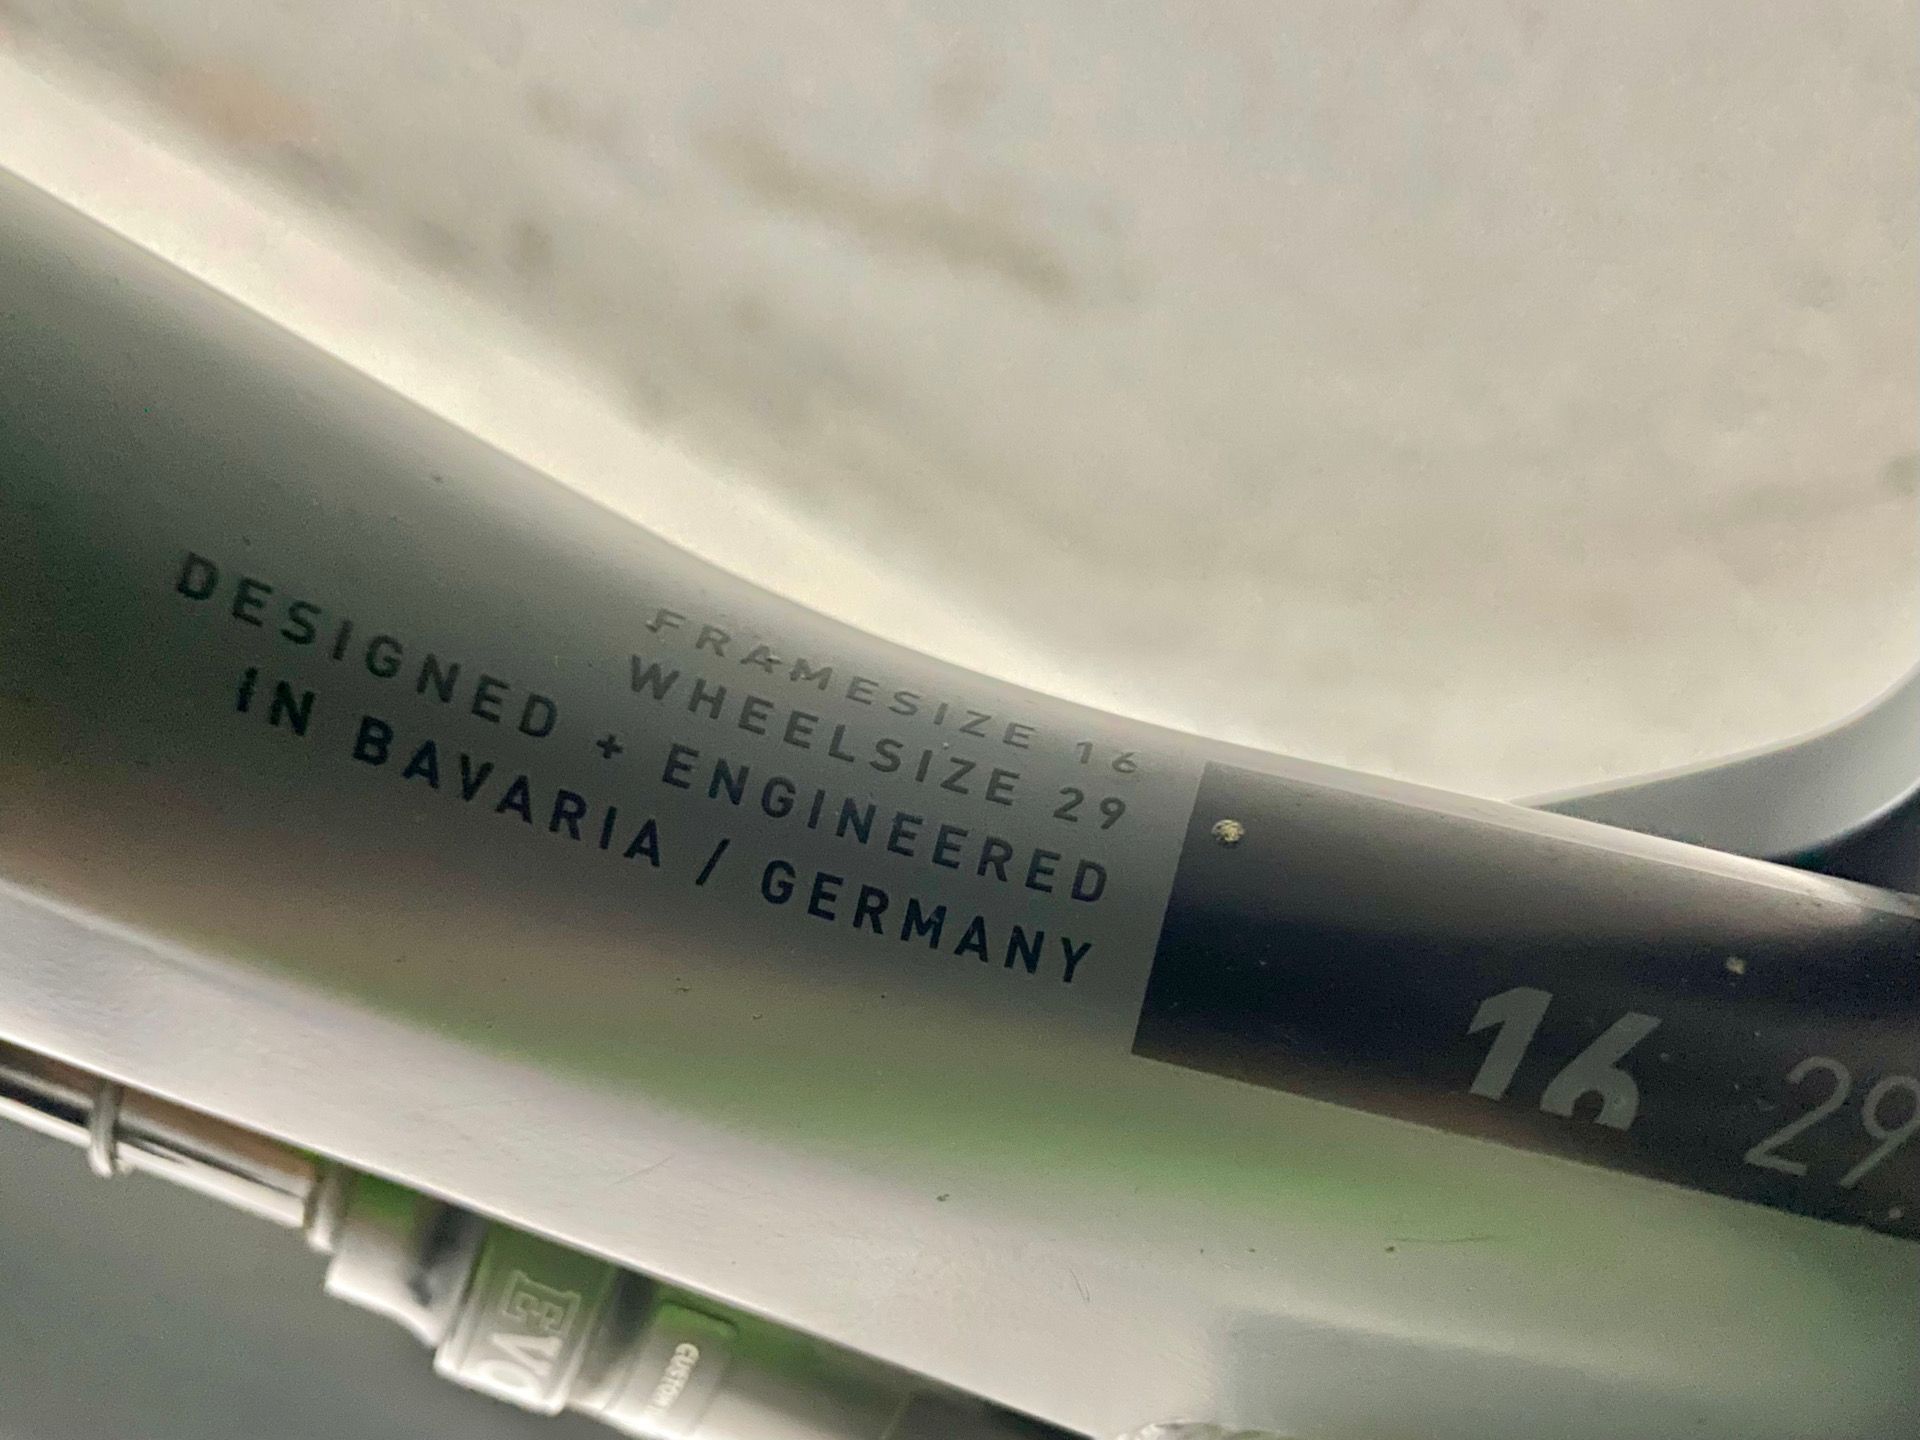 FRAMESIZE 16
WHEELSIZE 29
DESIGNED + ENGINEERED
IN BAVARIA / GERMANY
16 29